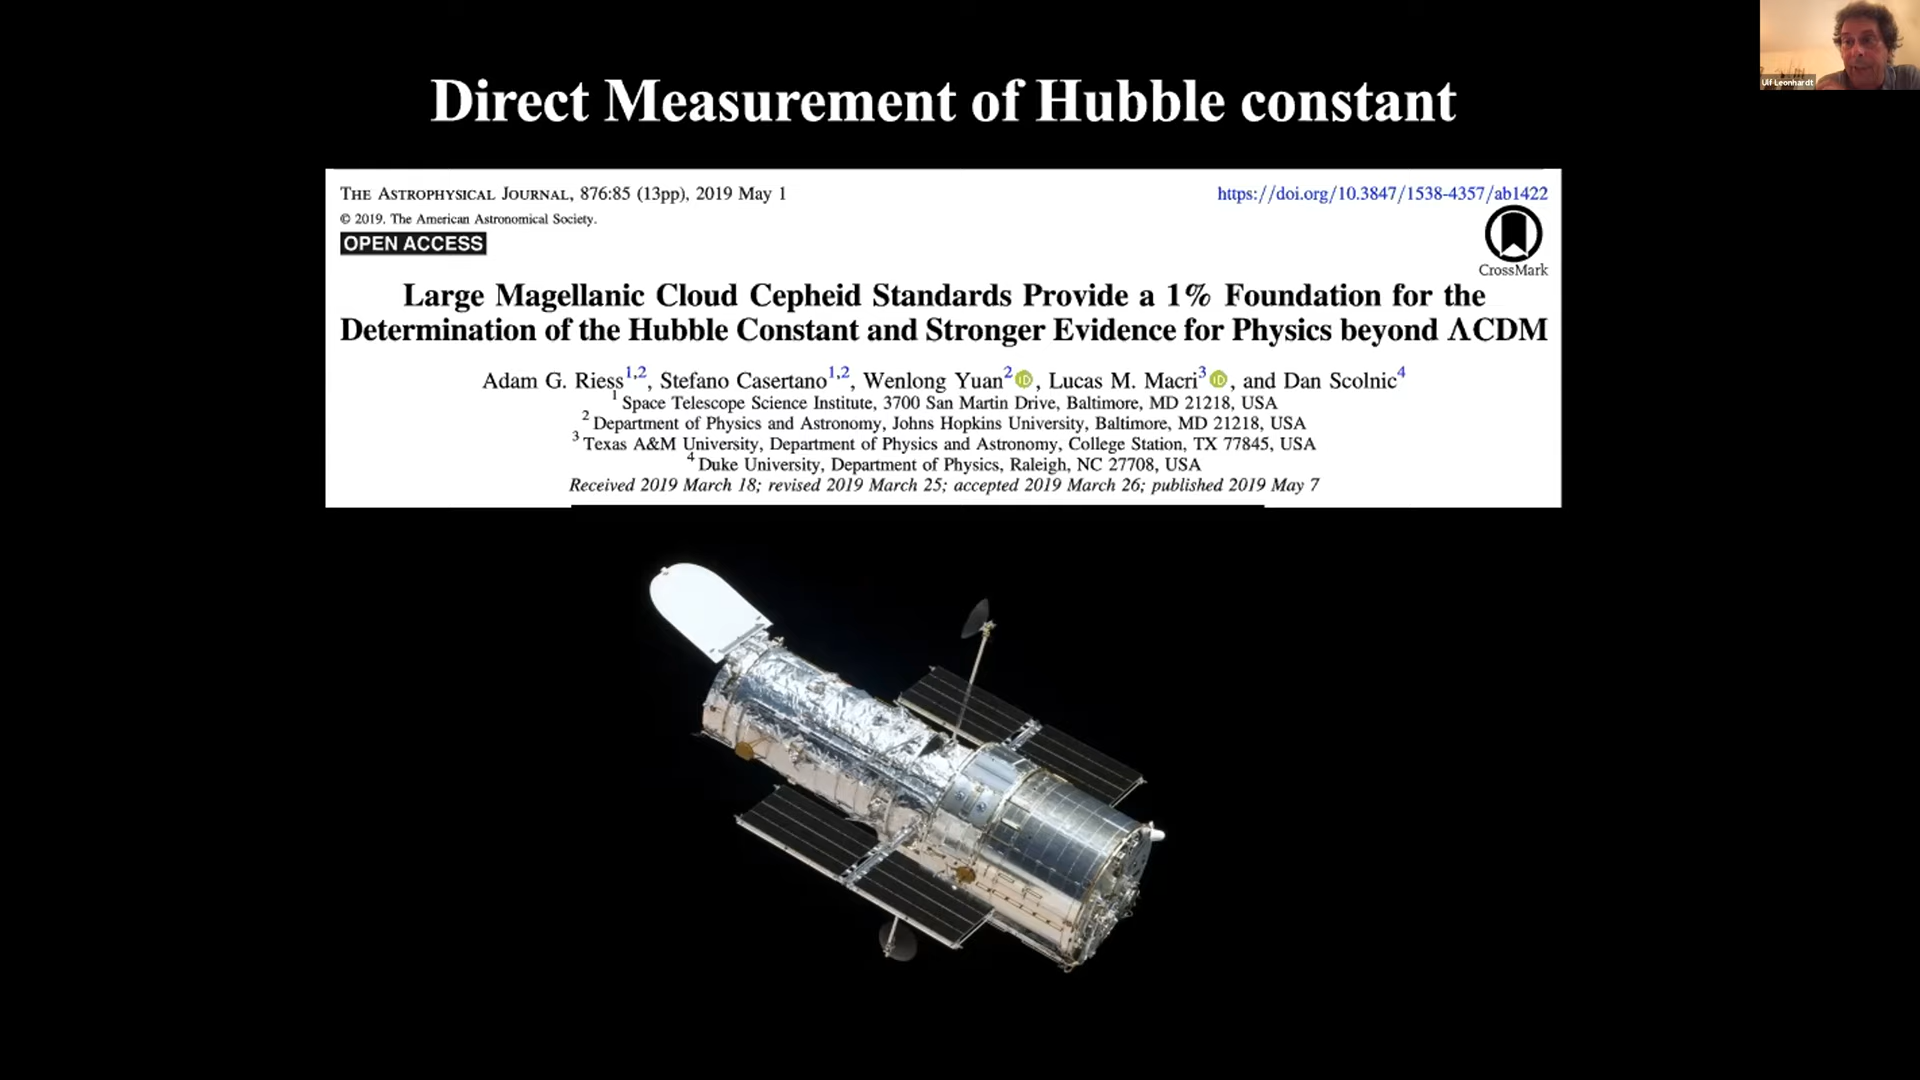 Ulf Leonhardt
Direct Measurement of Hubble constant
THE ASTROPHYSICAL JOURNAL, 876:85 (13pp), 2019 May 1
https://doi.org/10.3847/1538-4357/ab1422
© 2019. The American Astronomical Society.
OPEN ACCESS
CrossMark
Large Magellanic Cloud Cepheid Standards Provide a 1% Foundation for the
Determination of the Hubble Constant and Stronger Evidence for Physics beyond ΛCDM
Adam G. Riess1,2, Stefano Casertano1,2, Wenlong Yuan2 iD, Lucas M. Macri3 iD, and Dan Scolnic4
1 Space Telescope Science Institute, 3700 San Martin Drive, Baltimore, MD 21218, USA
2 Department of Physics and Astronomy, Johns Hopkins University, Baltimore, MD 21218, USA
3 Texas A&M University, Department of Physics and Astronomy, College Station, TX 77845, USA
4 Duke University, Department of Physics, Raleigh, NC 27708, USA
Received 2019 March 18; revised 2019 March 25; accepted 2019 March 26; published 2019 May 7